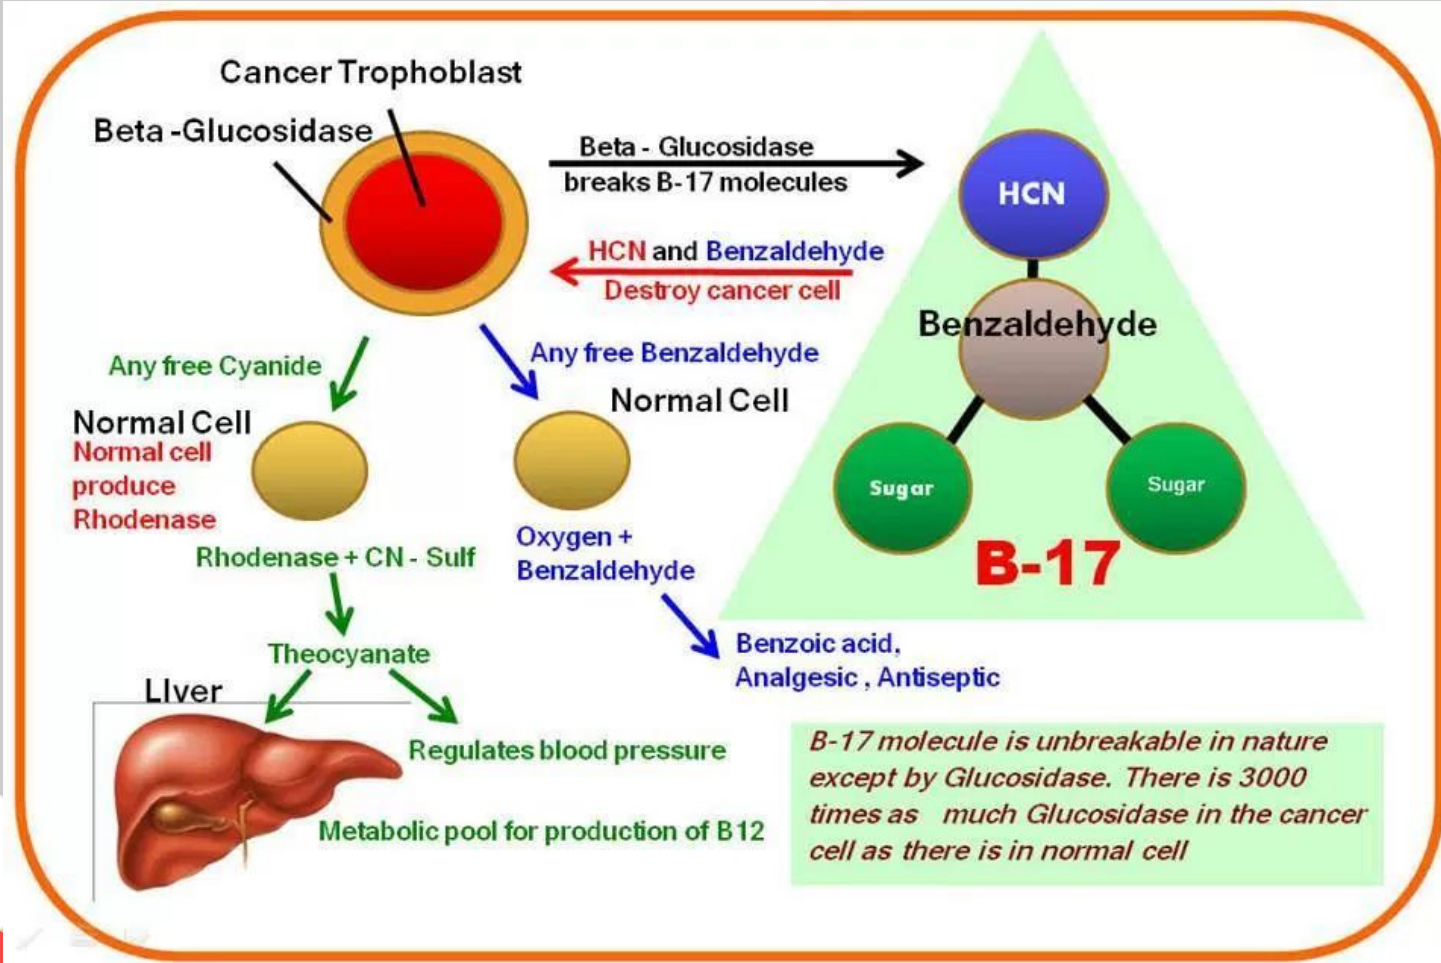 Cancer Trophoblast
Beta -Glucosidase
Beta - Glucosidase
breaks B-17 molecules
HCN and Benzaldehyde
Destroy cancer cell
HCN
Benzaldehyde
Sugar
Sugar
B-17
Any free Cyanide
Any free Benzaldehyde
Normal Cell
Normal Cell
Normal cell
produce
Rhodenase
Rhodenase + CN - Sulf
Oxygen +
Benzaldehyde
Theocyanate
Benzoic acid,
Analgesic , Antiseptic
LIver
Regulates blood pressure
Metabolic pool for production of B12
B-17 molecule is unbreakable in nature
except by Glucosidase. There is 3000
times as much Glucosidase in the cancer
cell as there is in normal cell